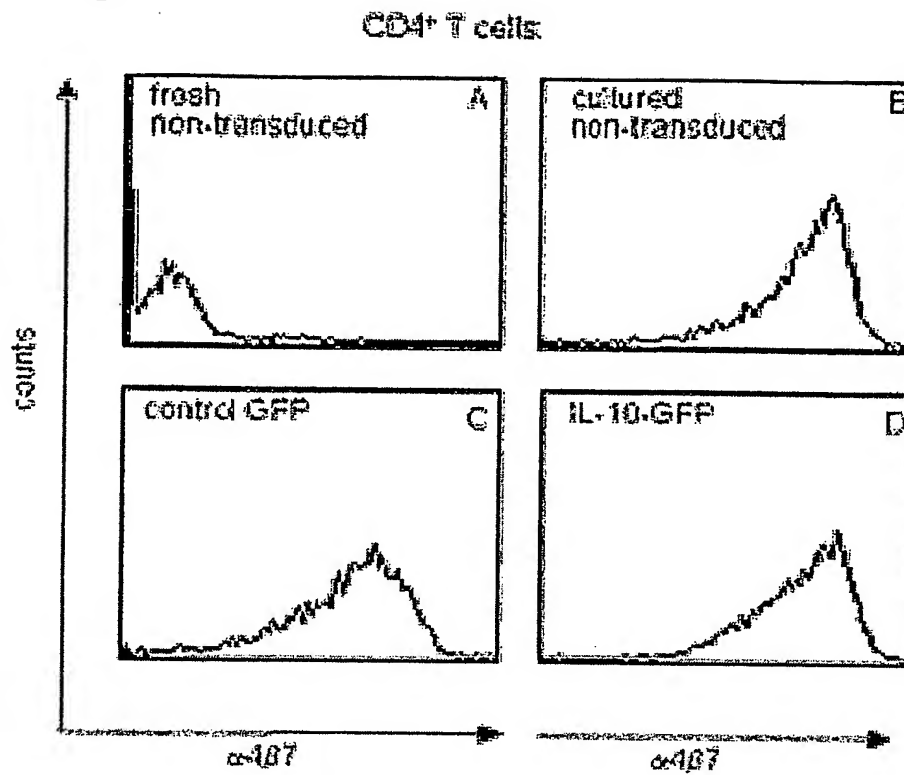 CD4+ T cells
fresh
non-transduced
A
cultured
non-transduced
B
counts
control GFP
C
IL-10-GFP
D
α4β7
α4β7